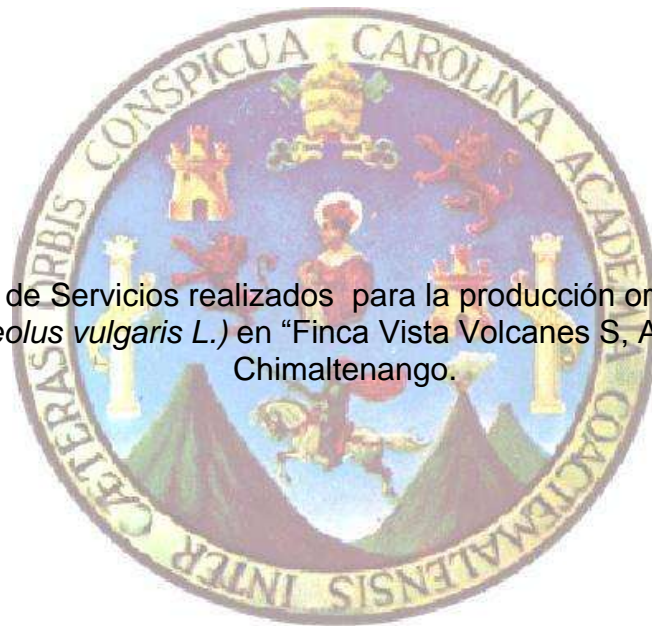 CÆTERAS ORBIS CONSPICUA CAROLINA ACADEMIA COACTEMALENSIS INTER
de Servicios realizados para la producción or
eolus vulgaris L.) en “Finca Vista Volcanes S, A
Chimaltenango.